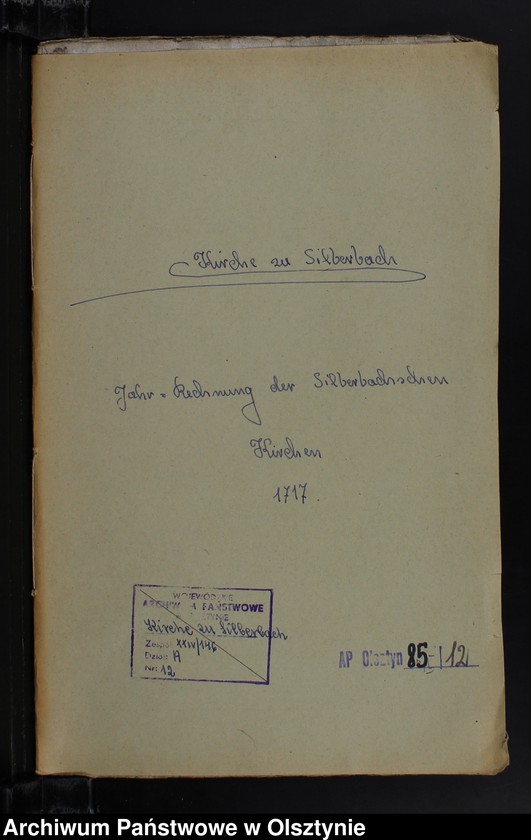 Kirche zu Silberbach
Jahr = Rechnung der Silberbachschen
Kirchen
1717.
WOJEWÓDZKIE
ARCHIWUM PAŃSTWOWE
Kirche zu Silberbach
Zespół XXIV/146
Dział A
Nr: 12
AP Olsztyn 85/12
Archiwum Państwowe w Olsztynie